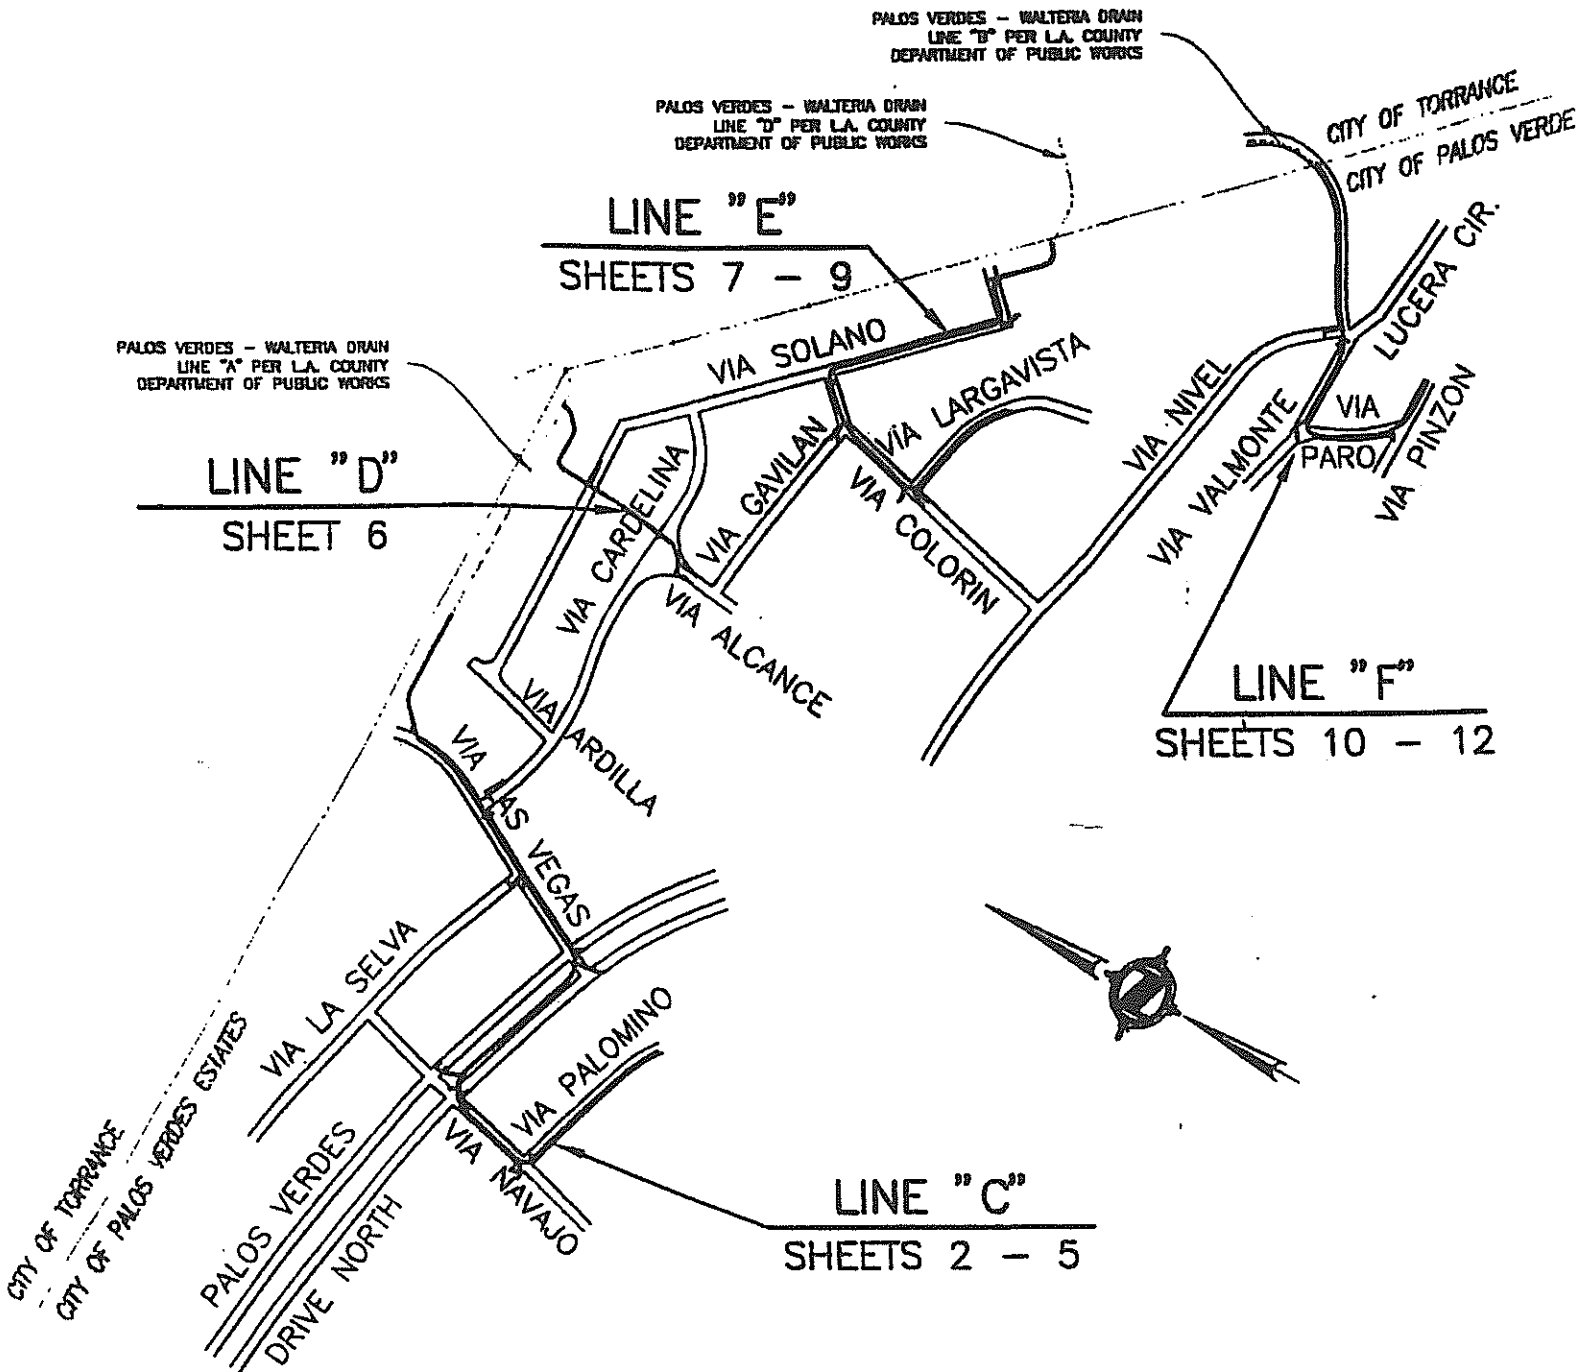 PALOS VERDES – WALTERIA DRAIN
LINE "B" PER L.A. COUNTY
DEPARTMENT OF PUBLIC WORKS
PALOS VERDES – WALTERIA DRAIN
LINE "D" PER L.A. COUNTY
DEPARTMENT OF PUBLIC WORKS
CITY OF TORRANCE
CITY OF PALOS VERDE
LINE "E"
SHEETS 7 – 9
LUCERA CIR.
PALOS VERDES – WALTERIA DRAIN
LINE "A" PER L.A. COUNTY
DEPARTMENT OF PUBLIC WORKS
VIA SOLANO
VIA LARGAVISTA
VIA NIVEL
VIA VALMONTE
VIA
PARO
VIA PINZON
LINE "D"
SHEET 6
VIA CARDELINA
VIA GAVILAN
VIA COLORIN
VIA ALCANCE
LINE "F"
SHEETS 10 – 12
VIA ARDILLA
VIA AS VEGAS
VIA LA SELVA
VIA PALOMINO
CITY OF TORRANCE
CITY OF PALOS VERDES ESTATES
PALOS VERDES
DRIVE NORTH
VIA NAVAJO
LINE "C"
SHEETS 2 – 5